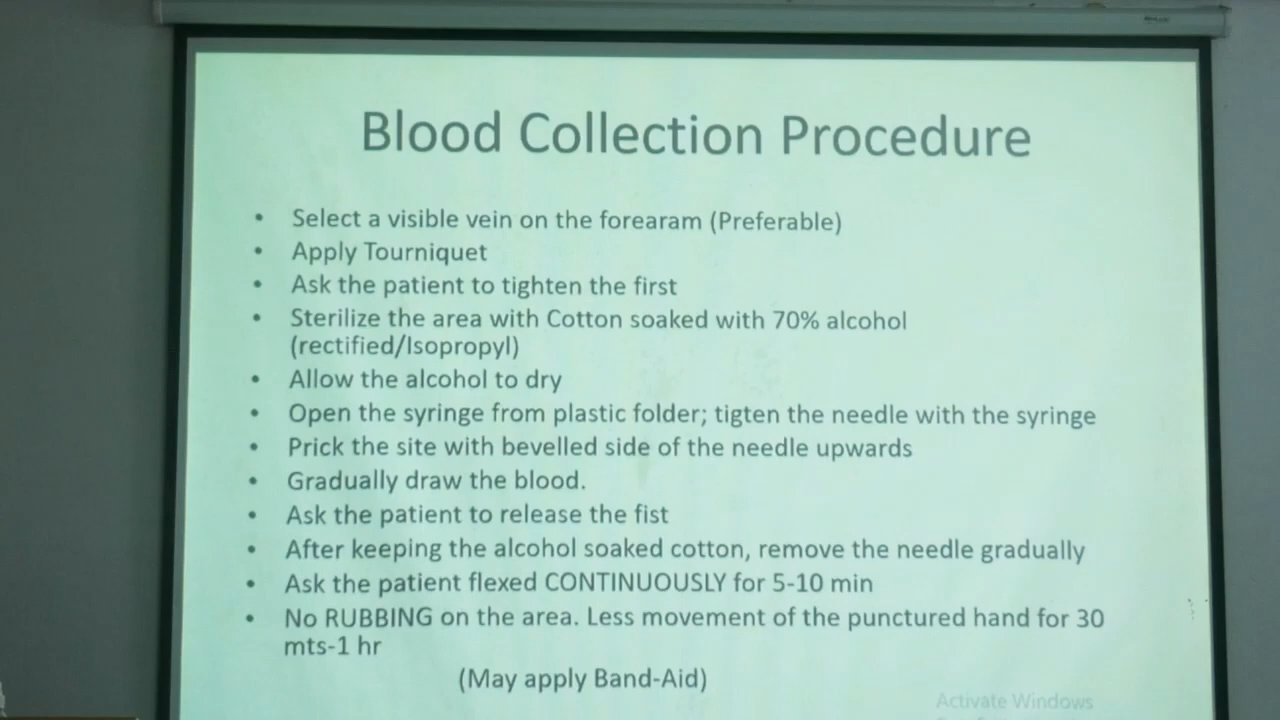 Blood Collection Procedure
• Select a visible vein on the forearam (Preferable)
• Apply Tourniquet
• Ask the patient to tighten the first
• Sterilize the area with Cotton soaked with 70% alcohol
(rectified/Isopropyl)
• Allow the alcohol to dry
• Open the syringe from plastic folder; tigten the needle with the syringe
• Prick the site with bevelled side of the needle upwards
• Gradually draw the blood.
• Ask the patient to release the fist
• After keeping the alcohol soaked cotton, remove the needle gradually
• Ask the patient flexed CONTINUOUSLY for 5-10 min
• No RUBBING on the area. Less movement of the punctured hand for 30
mts-1 hr
(May apply Band-Aid)
Activate Windows